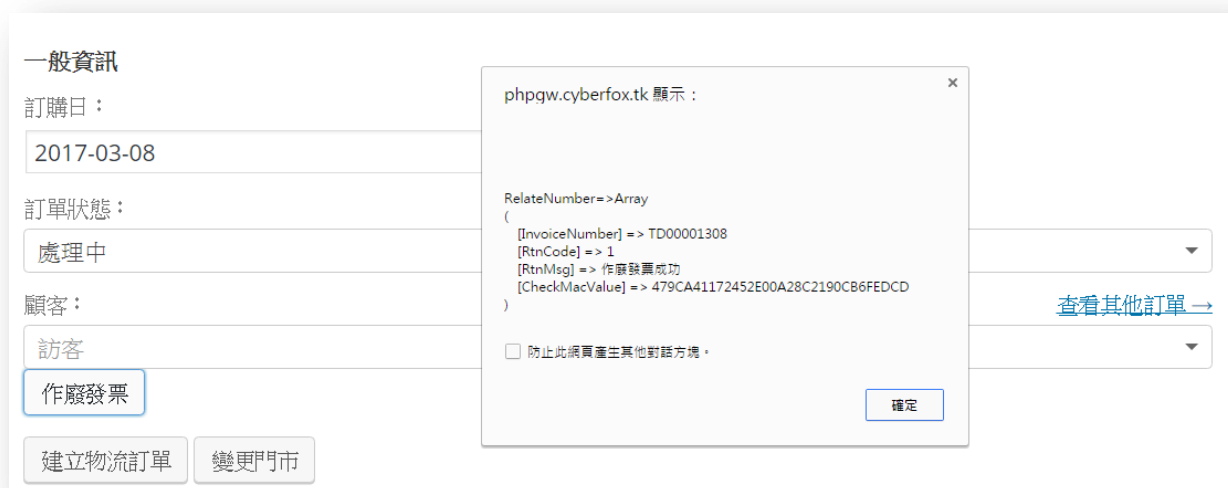 一般資訊
訂購日：
2017-03-08
訂單狀態：
處理中
顧客：
查看其他訂單 →
訪客
作廢發票
建立物流訂單 變更門市
phpgw.cyberfox.tk 顯示：
×
RelateNumber=>Array
(
[InvoiceNumber] => TD00001308
[RtnCode] => 1
[RtnMsg] => 作廢發票成功
[CheckMacValue] => 479CA41172452E00A28C2190CB6FEDCD
)
防止此網頁產生其他對話方塊。
確定